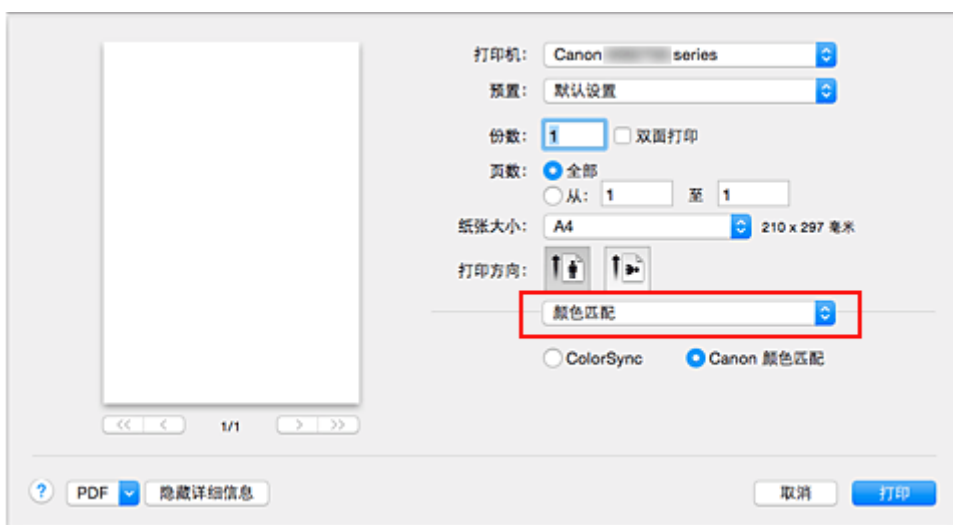 打印机: Canon series
预置: 默认设置
份数: 1 双面打印
页数: 全部
从: 1 至 1
纸张大小: A4 210 x 297 毫米
打印方向:
颜色匹配
ColorSync Canon 颜色匹配
<< < 1/1 > >>
? PDF 隐藏详细信息 取消 打印